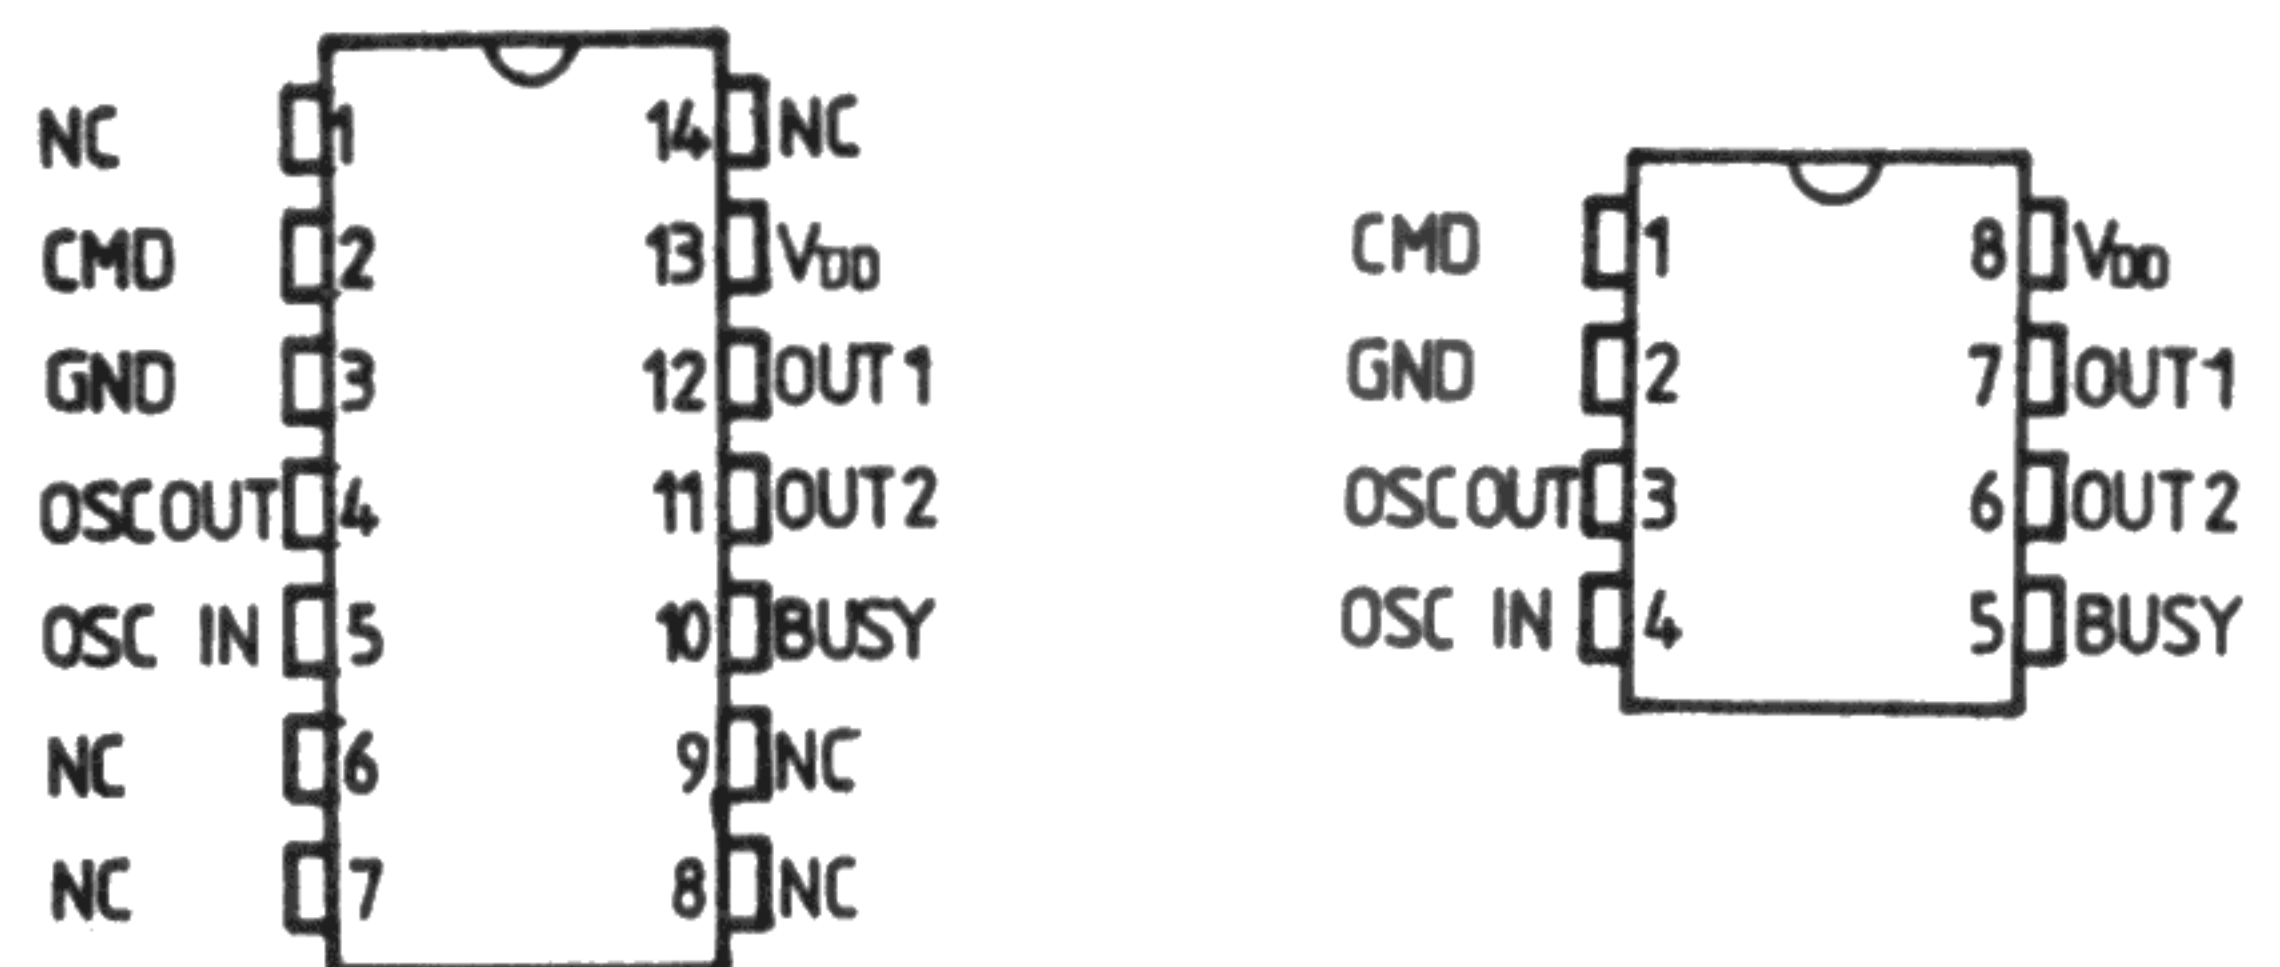 NC 1 14 NC
CMD 2 13 VDD
GND 3 12 OUT1
OSCOUT 4 11 OUT2
OSC IN 5 10 BUSY
NC 6 9 NC
NC 7 8 NC
CMD 1 8 VDD
GND 2 7 OUT1
OSCOUT 3 6 OUT2
OSC IN 4 5 BUSY